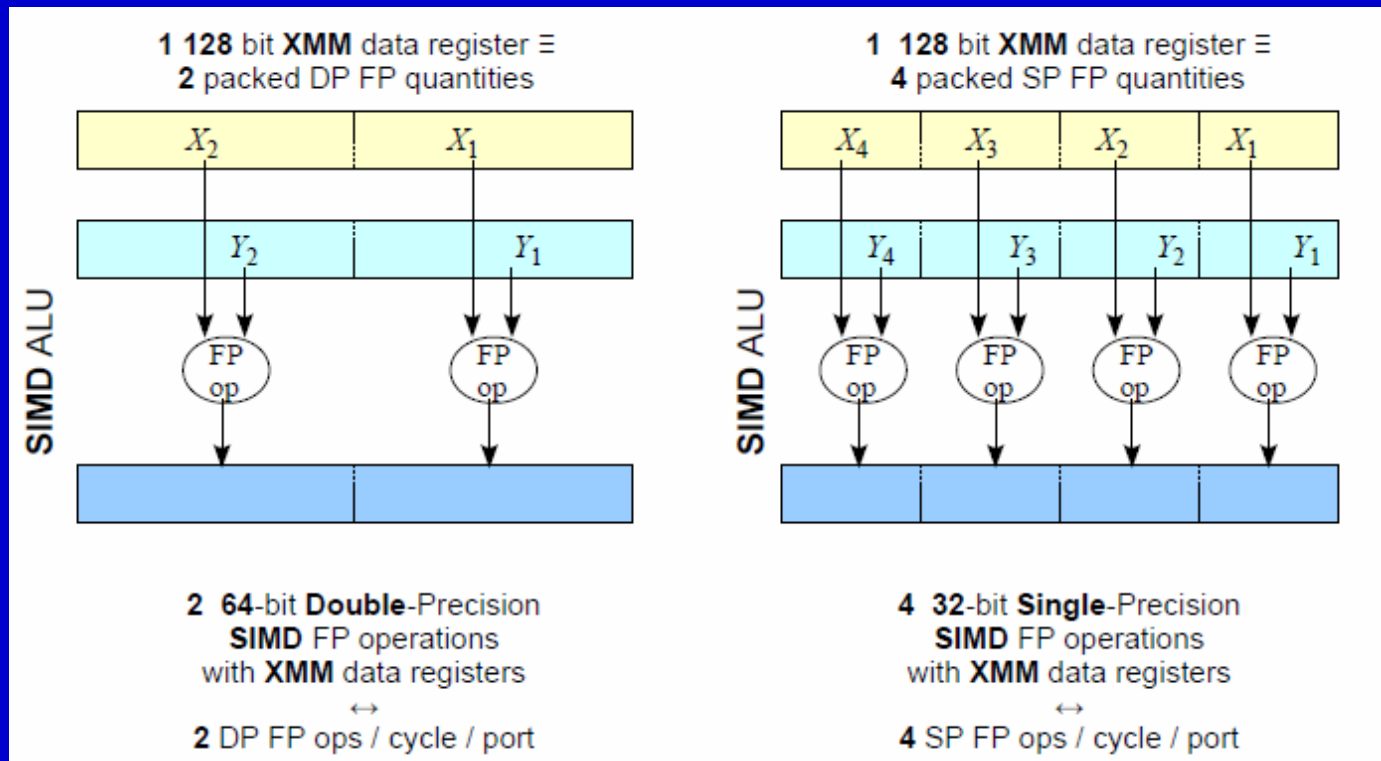 1 128 bit XMM data register ≡
2 packed DP FP quantities
X₂ X₁
Y₂ Y₁
SIMD ALU
FP op FP op
2 64-bit Double-Precision
SIMD FP operations
with XMM data registers
↔
2 DP FP ops / cycle / port
1 128 bit XMM data register ≡
4 packed SP FP quantities
X₄ X₃ X₂ X₁
Y₄ Y₃ Y₂ Y₁
SIMD ALU
FP op FP op FP op FP op
4 32-bit Single-Precision
SIMD FP operations
with XMM data registers
↔
4 SP FP ops / cycle / port